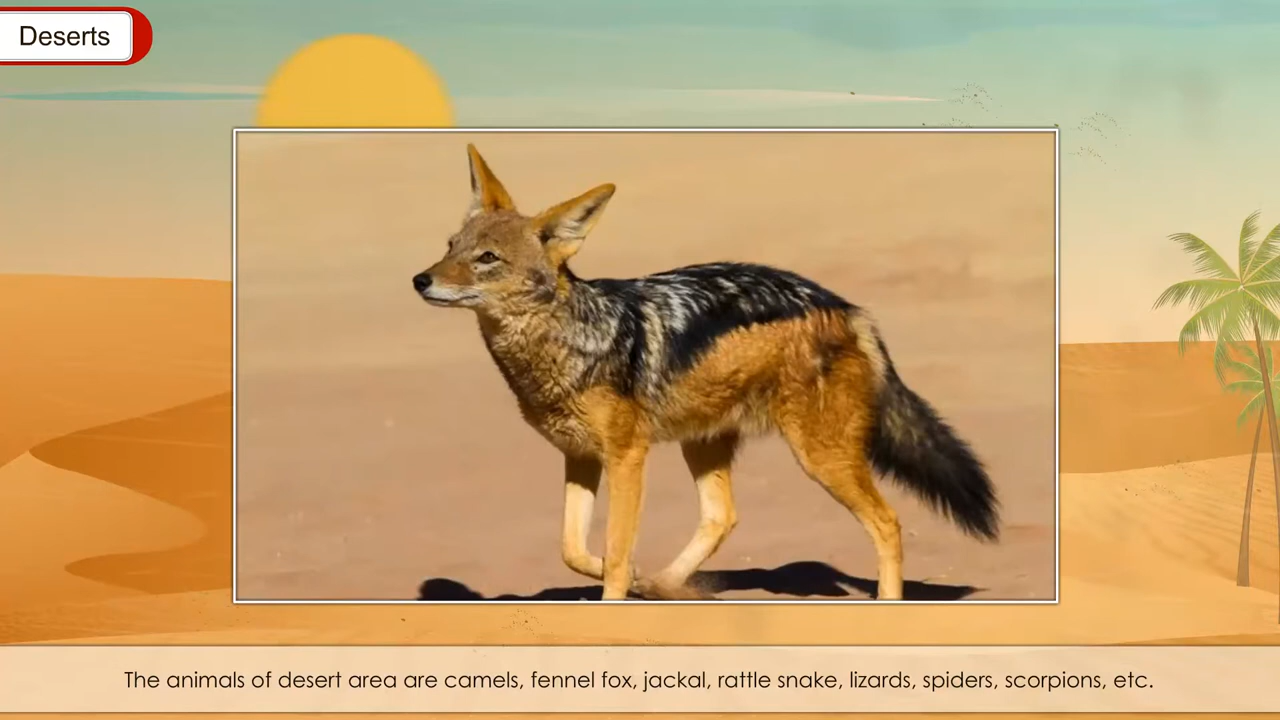 Deserts
The animals of desert area are camels, fennel fox, jackal, rattle snake, lizards, spiders, scorpions, etc.